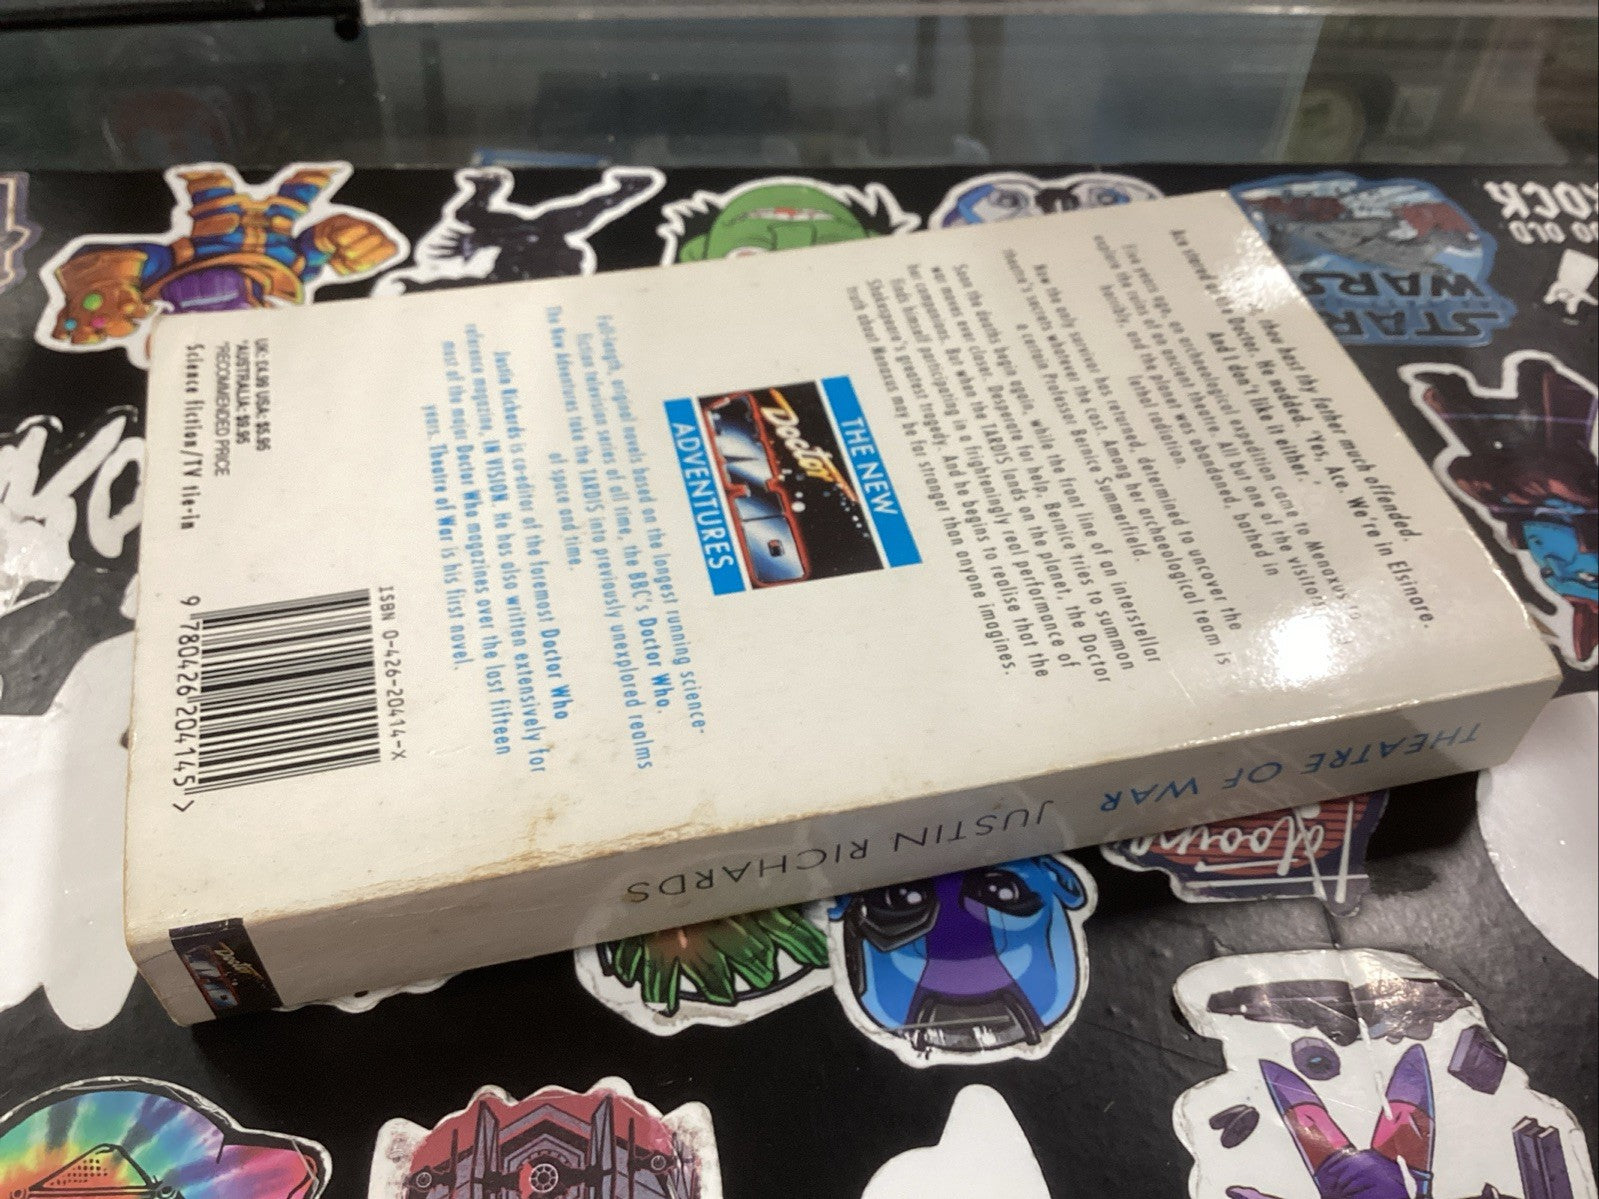 thou hast thy father much offended.
Are stared at the Doctor. He nodded. 'Yes, Ace. We're in Elsinore.
And I don't like it either.'
Five years ago, an archeological expedition came to Menaxus to
explore the ruins of an ancient theatre. All but one of the visitors
horribly, and the planet was abandoned, bathed in
lethal radiation.
Now the only survivor has returned, determined to uncover the
theatre's secrets whatever the cost. Among her archaeological team is
a certain Professor Bernice Summerfield.
Soon the deaths begin again, while the front line of an interstellar
war moves ever closer. Desperate for help, Bernice tries to summon
her companions. But when the TARDIS lands on the planet, the Doctor
finds himself participating in a frighteningly real performance of
Shakespeare's greatest tragedy. And he begins to realise that the
truth about Menaxus may be far stranger than anyone imagines.
THE NEW
Doctor
ADVENTURES
Full-length, original novels based on the longest running science-
fiction television series of all time, the BBC's Doctor Who.
The New Adventures take the TARDIS into previously unexplored realms
of space and time.
Justin Richards is co-editor of the foremost Doctor Who
reference magazine, IN VISION. He has also written extensively for
most of the major Doctor Who magazines over the last fifteen
years. Theatre of War is his first novel.
ISBN 0-426-20414-X
9 780426 204145 >
UK: £4.99 USA: $5.95
*AUSTRALIA: $9.95
*RECOMMENDED PRICE
Science fiction/TV tie-in
THEATRE OF WAR JUSTIN RICHARDS
Doctor
STAR
WARS
ROCK
OLD